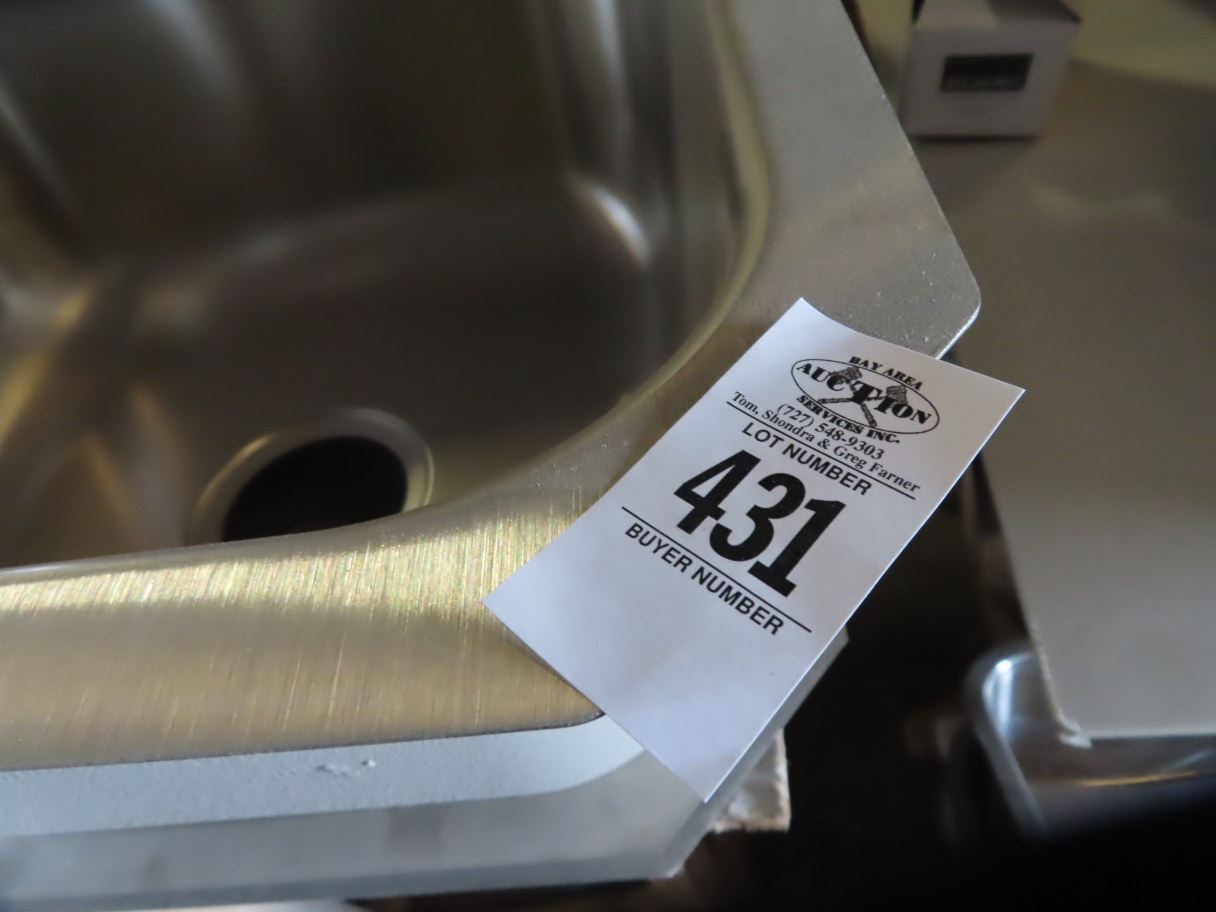 BAY AREA
AUCTION
SERVICES INC.
(727) 548-9303
Tom, Shondra & Greg Farner
LOT NUMBER
431
BUYER NUMBER